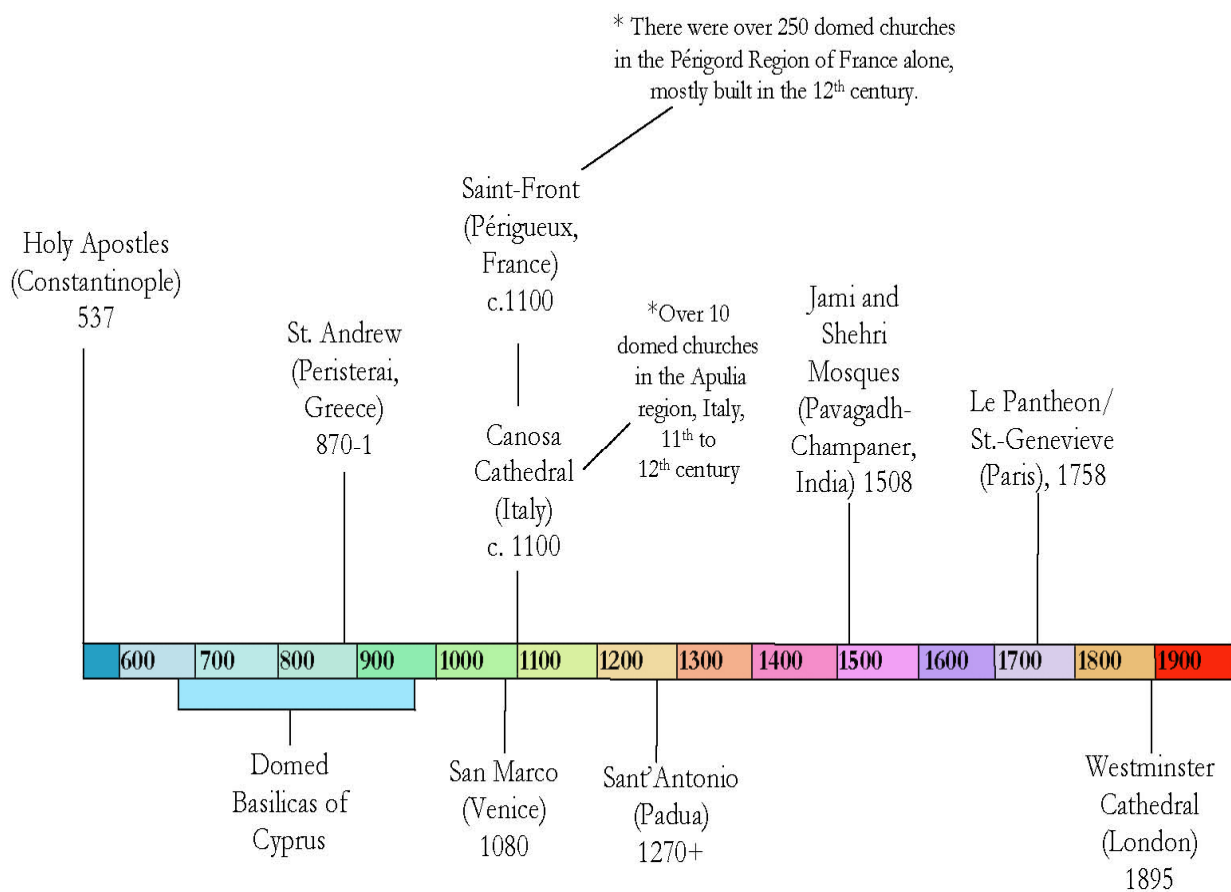 * There were over 250 domed churches
in the Périgord Region of France alone,
mostly built in the 12th century.
Saint-Front
(Périgueux,
France)
c.1100
Holy Apostles
(Constantinople)
537
St. Andrew
(Peristerai,
Greece)
870-1
Canosa
Cathedral
(Italy)
c. 1100
*Over 10
domed churches
in the Apulia
region, Italy,
11th to
12th century
Jami and
Shehri
Mosques
(Pavagadh-
Champaner,
India) 1508
Le Pantheon/
St.-Genevieve
(Paris), 1758
600 700 800 900 1000 1100 1200 1300 1400 1500 1600 1700 1800 1900
Domed
Basilicas of
Cyprus
San Marco
(Venice)
1080
Sant'Antonio
(Padua)
1270+
Westminster
Cathedral
(London)
1895